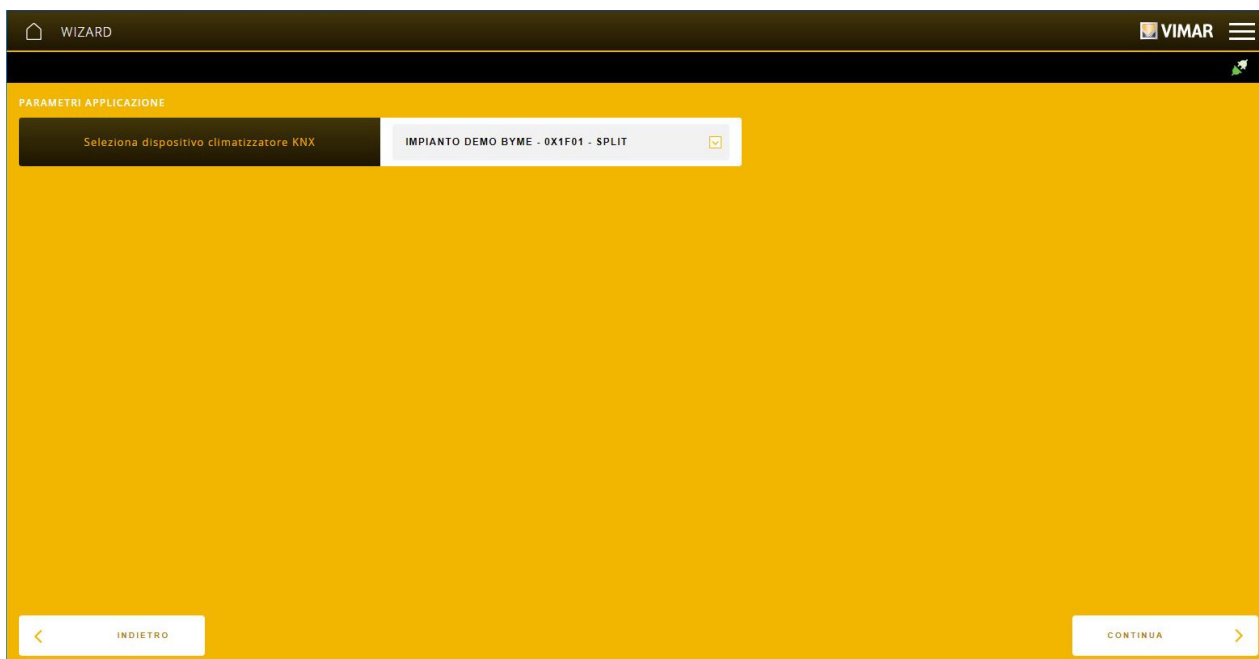 WIZARD
VIMAR
PARAMETRI APPLICAZIONE
Seleziona dispositivo climatizzatore KNX
IMPIANTO DEMO BYME - 0X1F01 - SPLIT
INDIETRO
CONTINUA